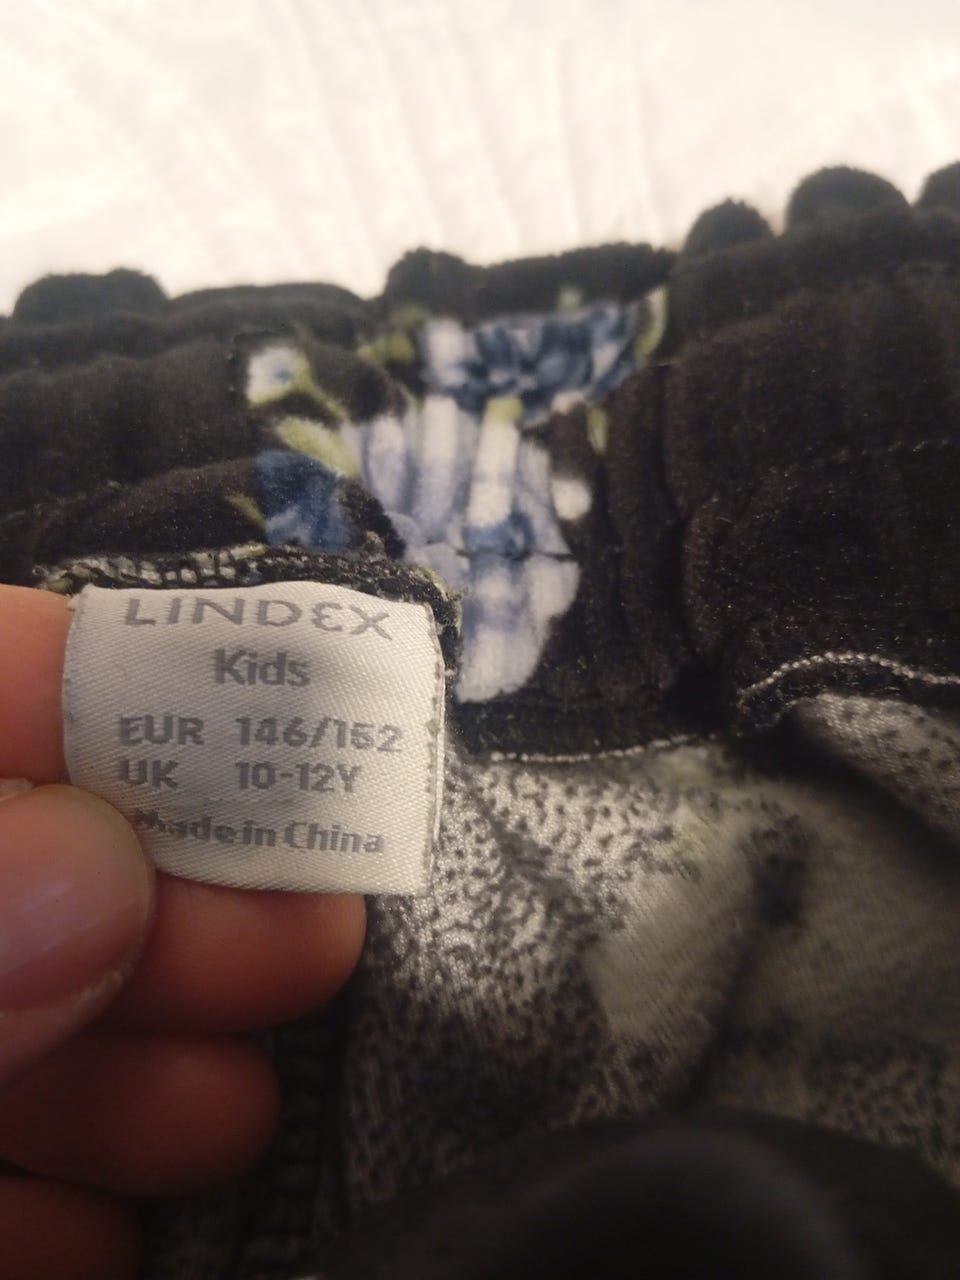 LINDEX
Kids
EUR 146/152
UK 10-12Y
Made in China